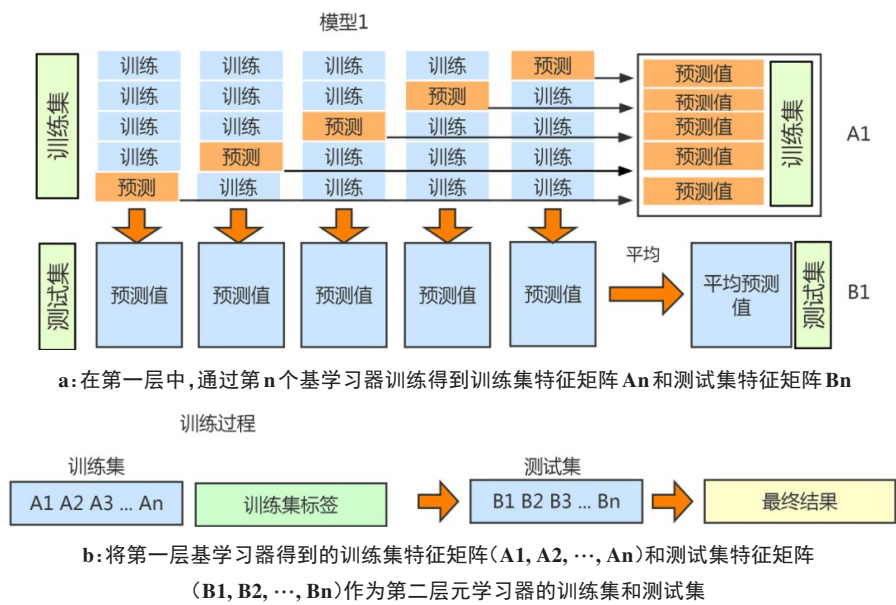 模型1
训练集
训练 训练 训练 训练 预测
训练 训练 训练 预测 训练
训练 训练 预测 训练 训练
训练 预测 训练 训练 训练
预测 训练 训练 训练 训练
预测值
预测值
预测值
预测值
预测值
训练集
A1
测试集
预测值 预测值 预测值 预测值 预测值
平均
平均预测
值
测试集
B1
a:在第一层中,通过第n个基学习器训练得到训练集特征矩阵An和测试集特征矩阵Bn
训练过程
训练集 测试集
A1 A2 A3 ... An 训练集标签 B1 B2 B3 ... Bn 最终结果
b:将第一层基学习器得到的训练集特征矩阵(A1, A2, ⋯, An)和测试集特征矩阵
(B1, B2, ⋯, Bn)作为第二层元学习器的训练集和测试集